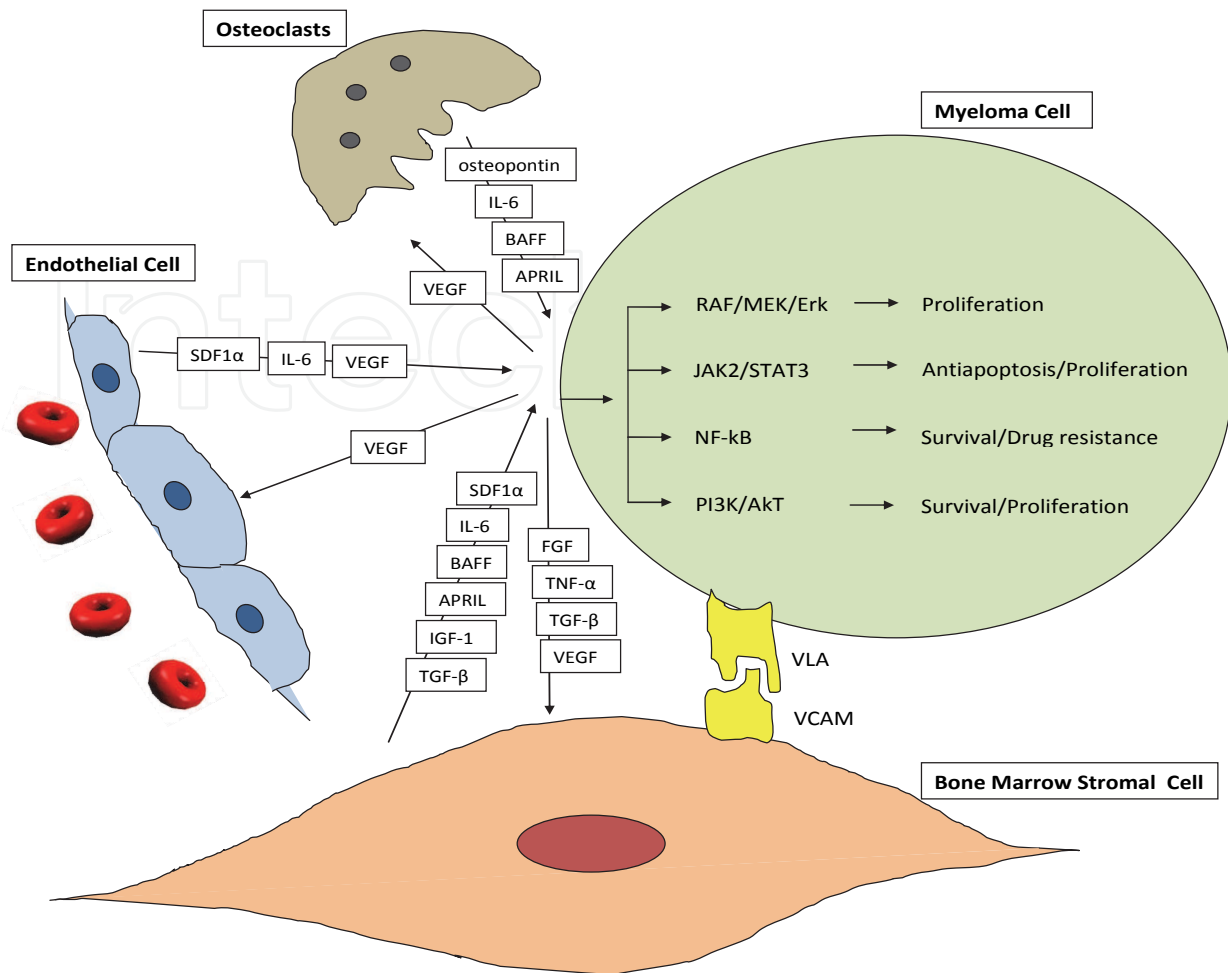 Osteoclasts
Myeloma Cell
osteopontin
IL-6
BAFF
APRIL
Endothelial Cell
VEGF
SDF1α
IL-6
VEGF
RAF/MEK/Erk
Proliferation
JAK2/STAT3
Antiapoptosis/Proliferation
NF-kB
Survival/Drug resistance
PI3K/AkT
Survival/Proliferation
VEGF
SDF1α
IL-6
BAFF
APRIL
IGF-1
TGF-β
FGF
TNF-α
TGF-β
VEGF
VLA
VCAM
Bone Marrow Stromal Cell